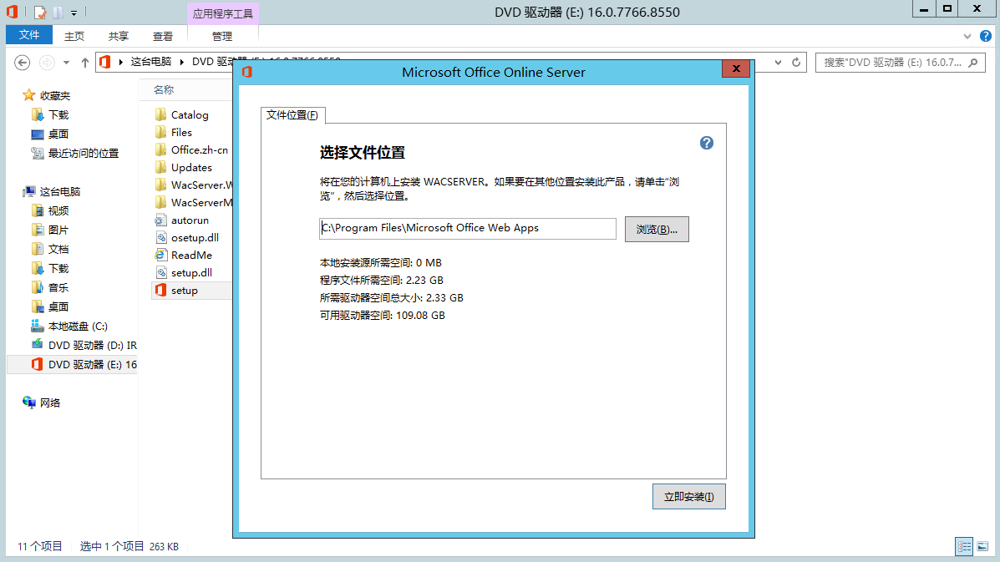 应用程序工具
DVD 驱动器 (E:) 16.0.7766.8550
文件
主页
共享
查看
管理
这台电脑
DVD 驱动器 (E:) 16.0.7766.8550
搜索"DVD 驱动器 (E:) 16.0.7...
收藏夹
下载
桌面
最近访问的位置
这台电脑
视频
图片
文档
下载
音乐
桌面
本地磁盘 (C:)
DVD 驱动器 (D:) IR
DVD 驱动器 (E:) 16
网络
名称
Catalog
Files
Office.zh-cn
Updates
WacServer.W
WacServerM
autorun
osetup.dll
ReadMe
setup.dll
setup
Microsoft Office Online Server
文件位置(F)
选择文件位置
将在您的计算机上安装 WACSERVER。如果要在其他位置安装此产品，请单击“浏
览”，然后选择位置。
C:\Program Files\Microsoft Office Web Apps
浏览(B)...
本地安装源所需空间: 0 MB
程序文件所需空间: 2.23 GB
所需驱动器空间总大小: 2.33 GB
可用驱动器空间: 109.08 GB
立即安装(I)
11 个项目
选中 1 个项目 263 KB